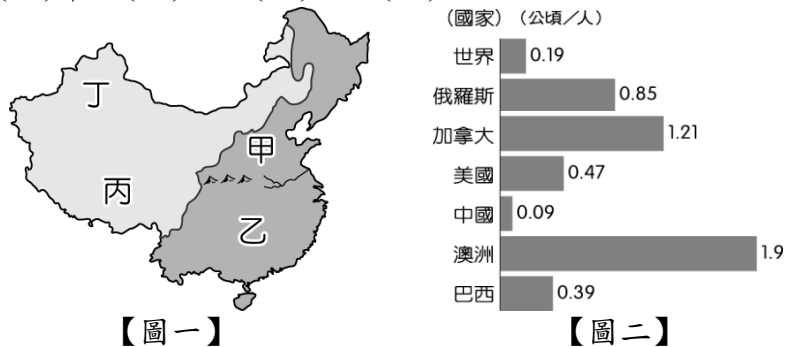 丁
甲
丙
乙
【圖一】
(國家) (公頃／人)
世界 0.19
俄羅斯 0.85
加拿大 1.21
美國 0.47
中國 0.09
澳洲 1.9
巴西 0.39
【圖二】